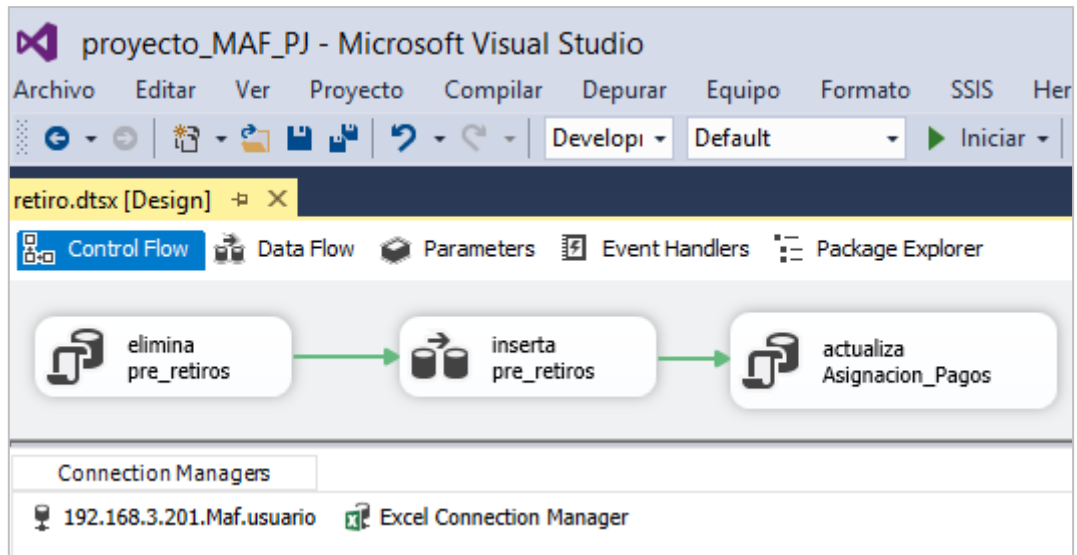 proyecto_MAF_PJ - Microsoft Visual Studio
Archivo Editar Ver Proyecto Compilar Depurar Equipo Formato SSIS Her
Developı Default Iniciar
retiro.dtsx [Design]
Control Flow Data Flow Parameters Event Handlers Package Explorer
elimina
pre_retiros
inserta
pre_retiros
actualiza
Asignacion_Pagos
Connection Managers
192.168.3.201.Maf.usuario Excel Connection Manager